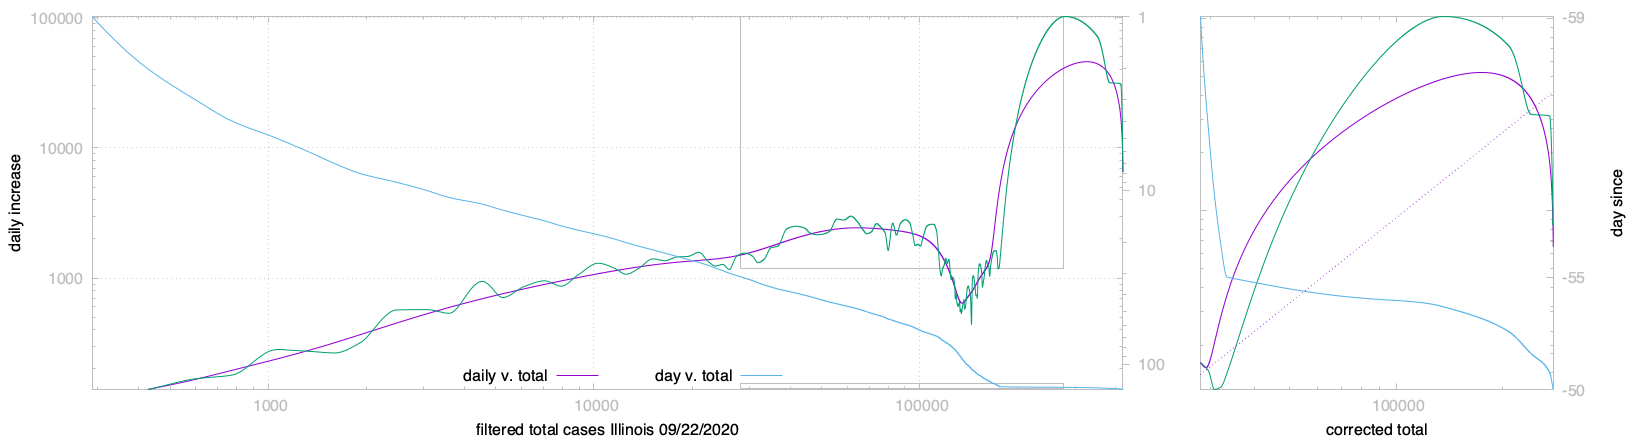 100000
10000
1000
daily increase
1
10
100
daily v. total
day v. total
1000
10000
100000
filtered total cases Illinois 09/22/2020
-59
-55
-50
day since
100000
corrected total